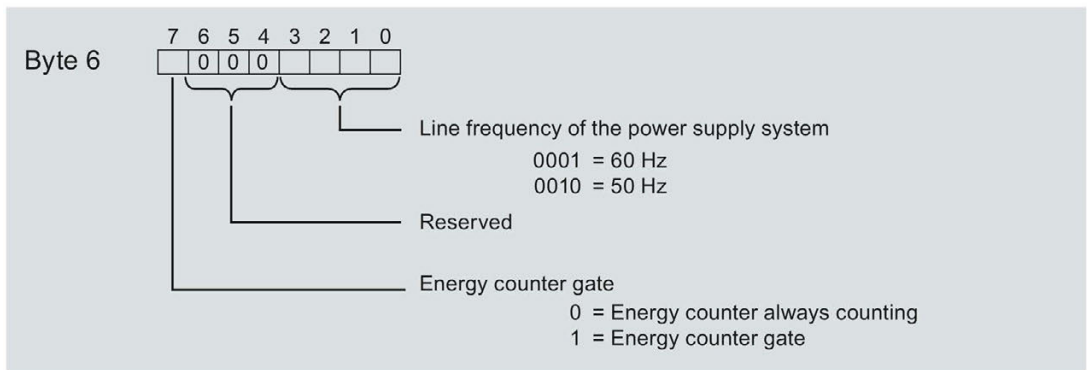 7 6 5 4 3 2 1 0
Byte 6
0 0 0
Line frequency of the power supply system
0001 = 60 Hz
0010 = 50 Hz
Reserved
Energy counter gate
0 = Energy counter always counting
1 = Energy counter gate